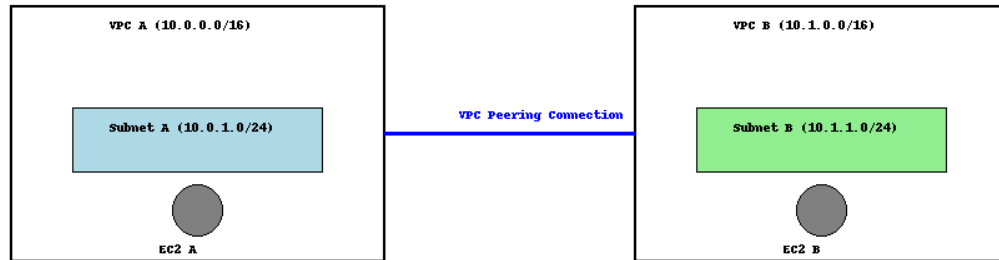 VPC A (10.0.0.0/16)
VPC B (10.1.0.0/16)
VPC Peering Connection
Subnet A (10.0.1.0/24)
Subnet B (10.1.1.0/24)
EC2 A
EC2 B